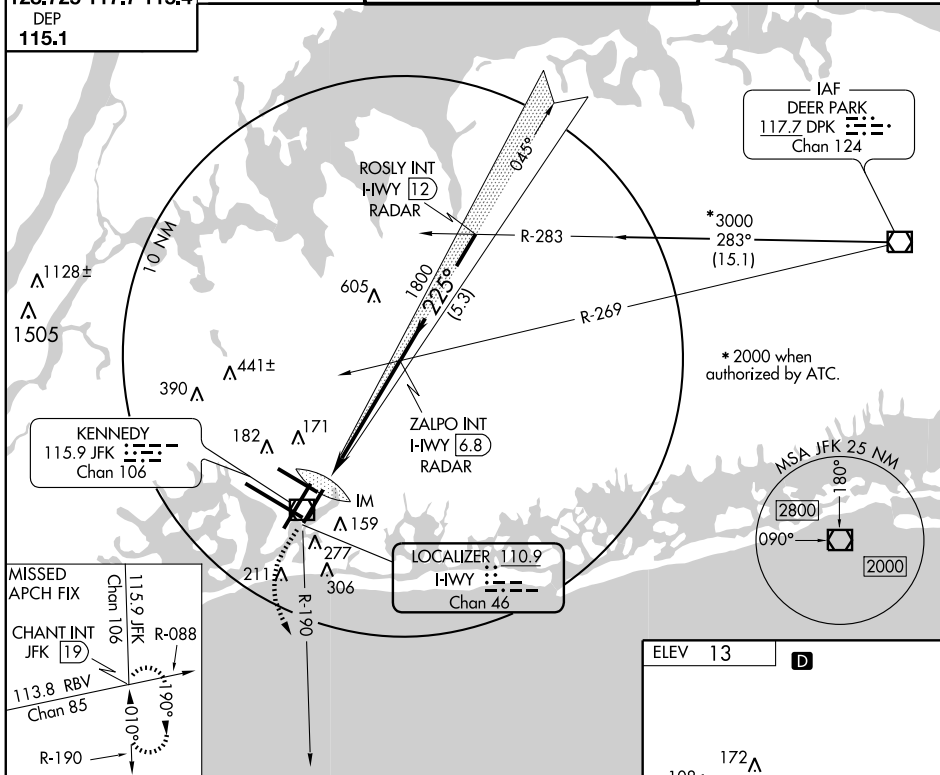 DEP
115.1
IAF
DEER PARK
117.7 DPK
Chan 124
ROSLY INT
I-IWY 12
RADAR
045°
10 NM
R-283
*3000
283°
(15.1)
1128±
1505
605
1800
225°
(5.3)
R-269
* 2000 when
authorized by ATC.
441±
390
ZALPO INT
I-IWY 6.8
RADAR
KENNEDY
115.9 JFK
Chan 106
182
171
IM
159
277
211
306
R-190
LOCALIZER 110.9
I-IWY
Chan 46
MSA JFK 25 NM
180°
2800
090°
2000
MISSED
APCH FIX
115.9 JFK
Chan 106
CHANT INT
JFK 19
R-088
113.8 RBV
Chan 85
190°
010°
R-190
ELEV 13
D
172